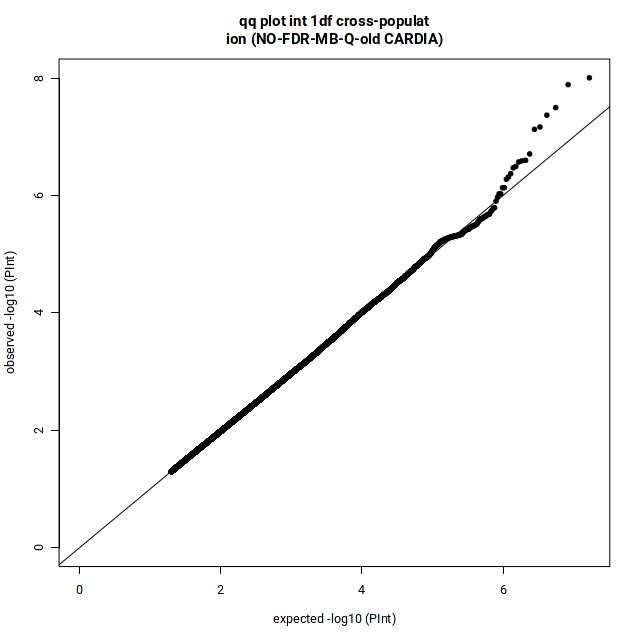 qq plot int 1df cross-populat
ion (NO-FDR-MB-Q-old CARDIA)
observed -log10 (PInt)
8
6
4
2
0
0 2 4 6
expected -log10 (PInt)